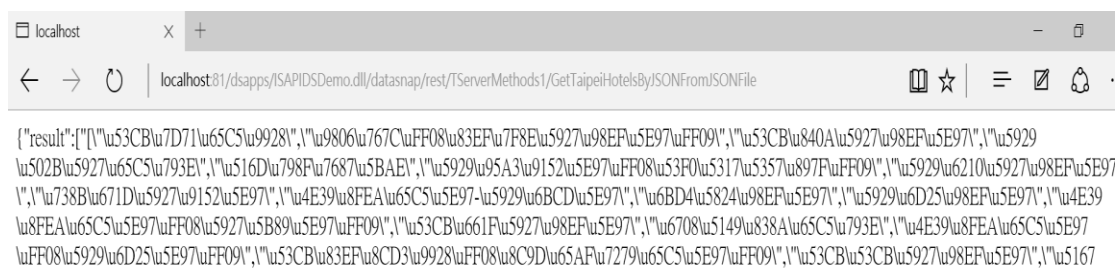 localhost
localhost:81/dsapps/ISAPIDSDemo.dll/datasnap/rest/TServerMethods1/GetTaipeiHotelsByJSONFromJSONFile
{"result":["[\"\u53CB\u7D71\u65C5\u9928\",\"\u9806\u767C\uFF08\u83EF\u7F8E\u5927\u98EF\u5E97\uFF09\",\"\u53CB\u840A\u5927\u98EF\u5E97\",\"\u5929
\u502B\u5927\u65C5\u793E\",\"\u516D\u798F\u7687\u5BAE\",\"\u5929\u95A3\u9152\u5E97\uFF08\u53F0\u5317\u5357\u897F\uFF09\",\"\u5929\u6210\u5927\u98EF\u5E97
\",\"\u738B\u671D\u5927\u9152\u5E97\",\"\u4E39\u8FEA\u65C5\u5E97-\u5929\u6BCD\u5E97\",\"\u6BD4\u5824\u98EF\u5E97\",\"\u5929\u6D25\u98EF\u5E97\",\"\u4E39
\u8FEA\u65C5\u5E97\uFF08\u5927\u5B89\u5E97\uFF09\",\"\u53CB\u661F\u5927\u98EF\u5E97\",\"\u6708\u5149\u838A\u65C5\u793E\",\"\u4E39\u8FEA\u65C5\u5E97
\uFF08\u5929\u6D25\u5E97\uFF09\",\"\u53CB\u83EF\u8CD3\u9928\uFF08\u8C9D\u65AF\u7279\u65C5\u5E97\uFF09\",\"\u53CB\u53CB\u5927\u98EF\u5E97\",\"\u5167